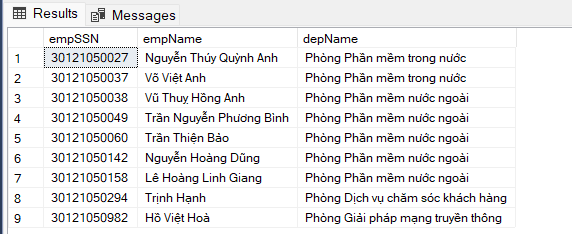 Results Messages
empSSN empName depName
1 30121050027 Nguyễn Thúy Quỳnh Anh Phòng Phần mềm trong nước
2 30121050037 Võ Việt Anh Phòng Phần mềm trong nước
3 30121050038 Vũ Thuỵ Hồng Anh Phòng Phần mềm nước ngoài
4 30121050049 Trần Nguyễn Phương Bình Phòng Phần mềm nước ngoài
5 30121050060 Trần Thiện Bảo Phòng Phần mềm nước ngoài
6 30121050142 Nguyễn Hoàng Dũng Phòng Phần mềm nước ngoài
7 30121050158 Lê Hoàng Linh Giang Phòng Phần mềm nước ngoài
8 30121050294 Trịnh Hạnh Phòng Dịch vụ chăm sóc khách hàng
9 30121050982 Hồ Việt Hoà Phòng Giải pháp mạng truyền thông